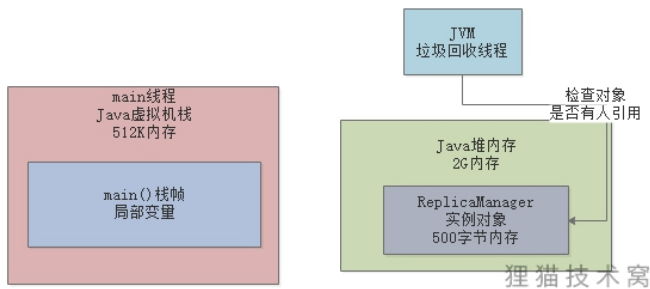 JVM
垃圾回收线程
main线程
Java虚拟机栈
512K内存
main()栈帧
局部变量
检查对象
是否有人引用
Java堆内存
2G内存
ReplicaManager
实例对象
500字节内存
狸猫技术窝